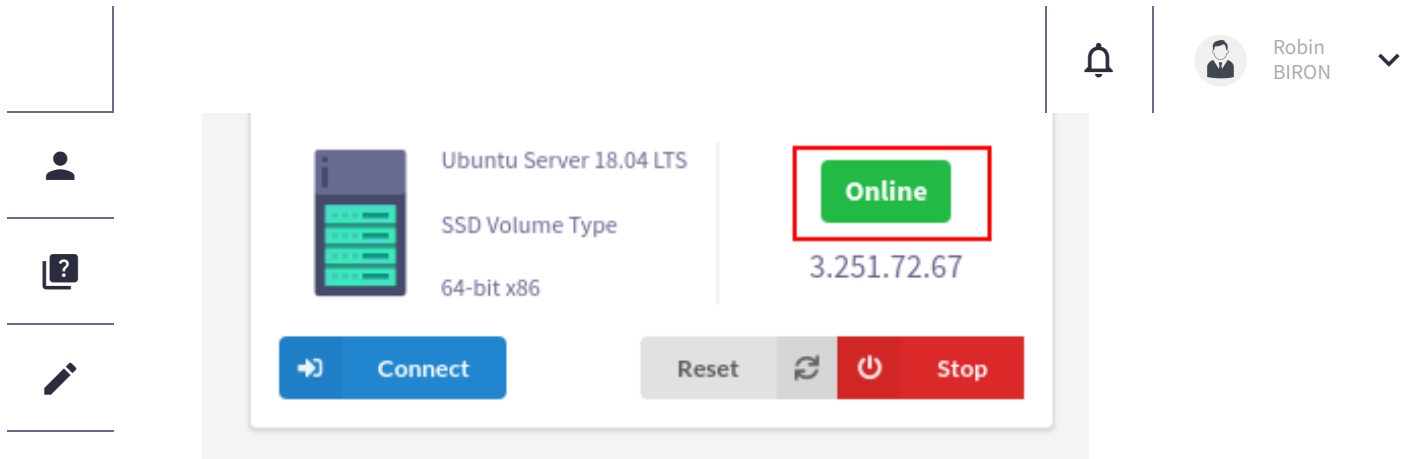 Robin
BIRON
Ubuntu Server 18.04 LTS
Online
SSD Volume Type
3.251.72.67
64-bit x86
Connect
Reset
Stop